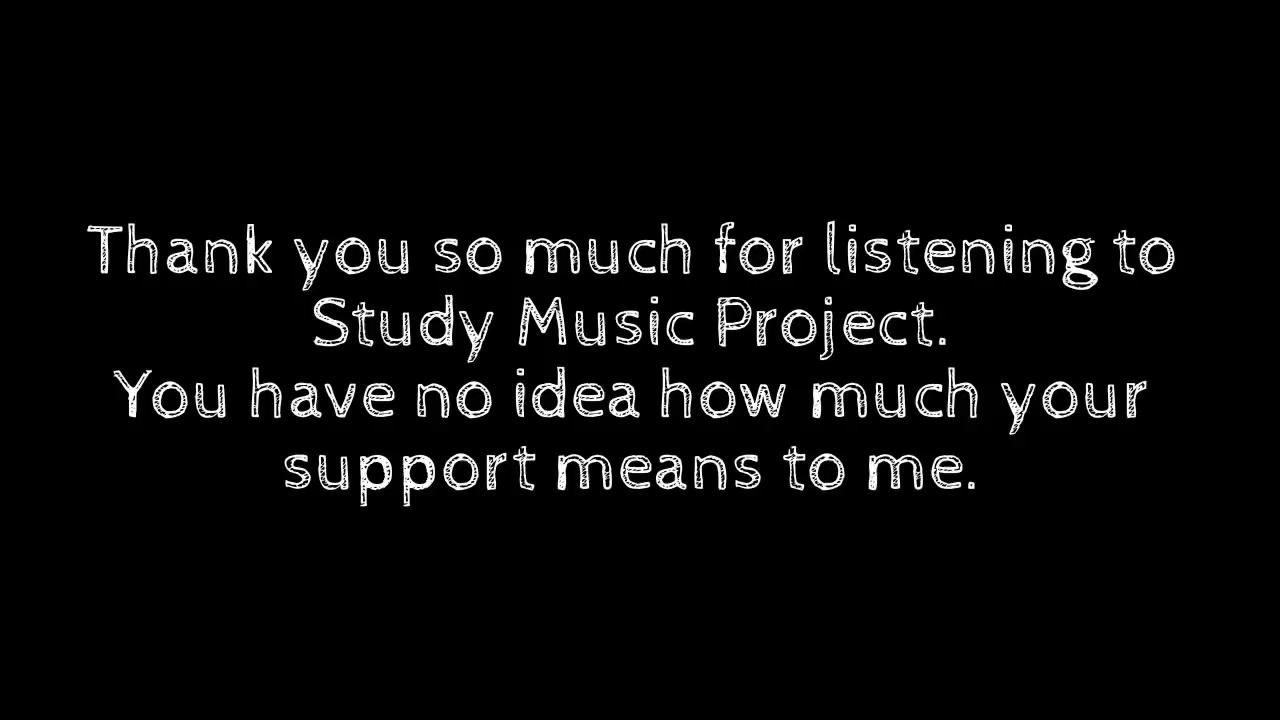 Thank you so much for listening to
Study Music Project.
You have no idea how much your
support means to me.